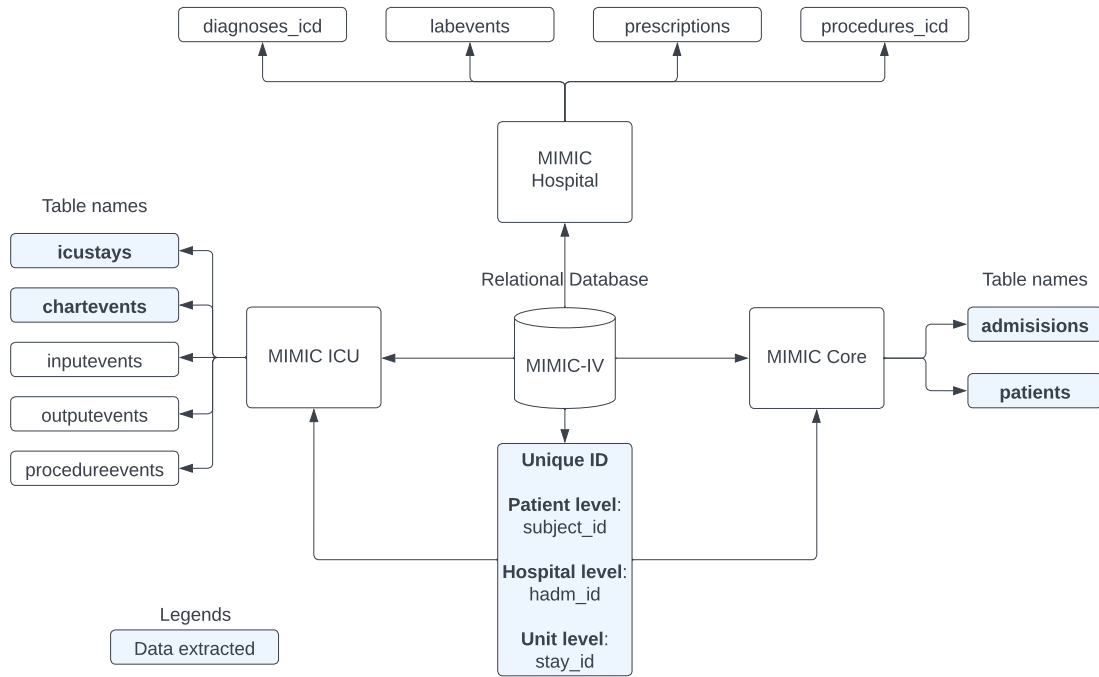 diagnoses_icd
labevents
prescriptions
procedures_icd
MIMIC
Hospital
Table names
icustays
chartevents
inputevents
outputevents
procedureevents
MIMIC ICU
Relational Database
MIMIC-IV
MIMIC Core
Table names
admisisions
patients
Unique ID
Patient level:
subject_id
Hospital level:
hadm_id
Unit level:
stay_id
Legends
Data extracted